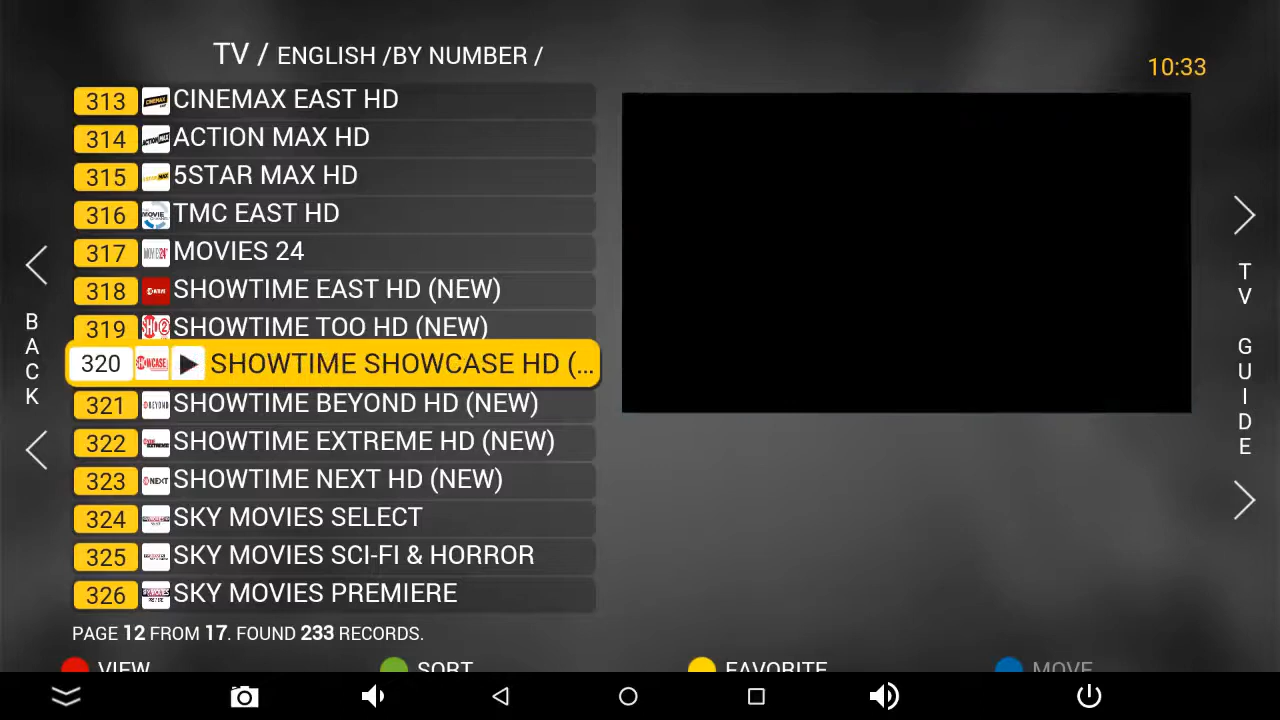 TV / ENGLISH /BY NUMBER /
10:33
313 CINEMAX EAST HD
314 ACTION MAX HD
315 5STAR MAX HD
316 TMC EAST HD
317 MOVIES 24
318 SHOWTIME EAST HD (NEW)
319 SHOWTIME TOO HD (NEW)
320 SHOWTIME SHOWCASE HD (...
321 SHOWTIME BEYOND HD (NEW)
322 SHOWTIME EXTREME HD (NEW)
323 SHOWTIME NEXT HD (NEW)
324 SKY MOVIES SELECT
325 SKY MOVIES SCI-FI & HORROR
326 SKY MOVIES PREMIERE
BACK
TV GUIDE
PAGE 12 FROM 17. FOUND 233 RECORDS.
VIEW SORT FAVORITE MOVE